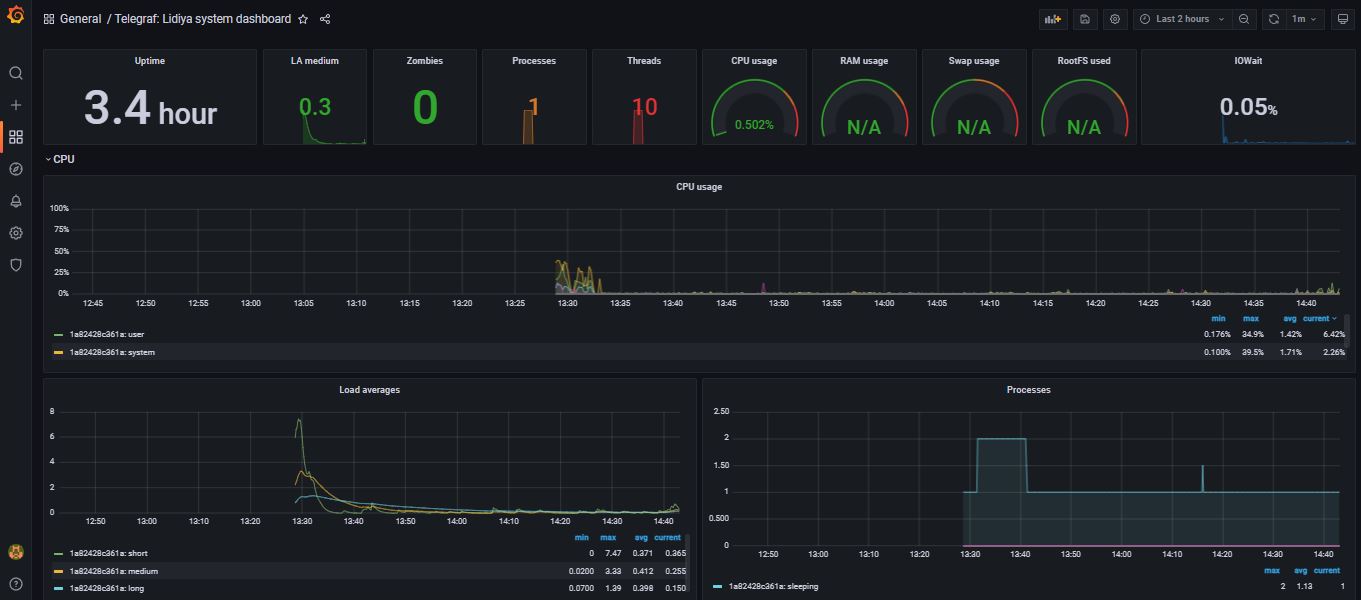 General / Telegraf: Lidiya system dashboard
Last 2 hours
1m
Uptime
3.4 hour
LA medium
0.3
Zombies
0
Processes
1
Threads
10
CPU usage
0.502%
RAM usage
N/A
Swap usage
N/A
RootFS used
N/A
IOWait
0.05%
CPU
CPU usage
100%
75%
50%
25%
0%
12:45 12:50 12:55 13:00 13:05 13:10 13:15 13:20 13:25 13:30 13:35 13:40 13:45 13:50 13:55 14:00 14:05 14:10 14:15 14:20 14:25 14:30 14:35 14:40
min max avg current
1a82428c361a: user 0.176% 34.9% 1.42% 6.42%
1a82428c361a: system 0.100% 39.5% 1.71% 2.26%
Load averages
8
6
4
2
0
12:50 13:00 13:10 13:20 13:30 13:40 13:50 14:00 14:10 14:20 14:30 14:40
min max avg current
1a82428c361a: short 0 7.47 0.371 0.365
1a82428c361a: medium 0.0200 3.33 0.412 0.255
1a82428c361a: long 0.0700 1.39 0.398 0.150
Processes
2.50
2
1.50
1
0.500
0
12:50 13:00 13:10 13:20 13:30 13:40 13:50 14:00 14:10 14:20 14:30 14:40
max avg current
1a82428c361a: sleeping 2 1.13 1